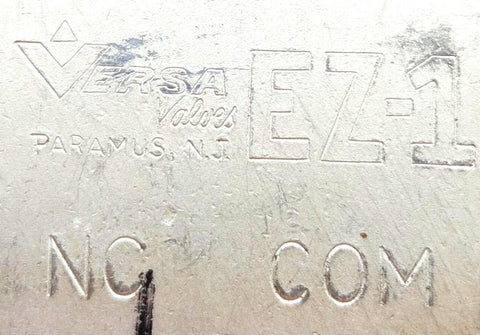 VERSA EZ-1
Valves
PARAMUS, N.J.
NC COM